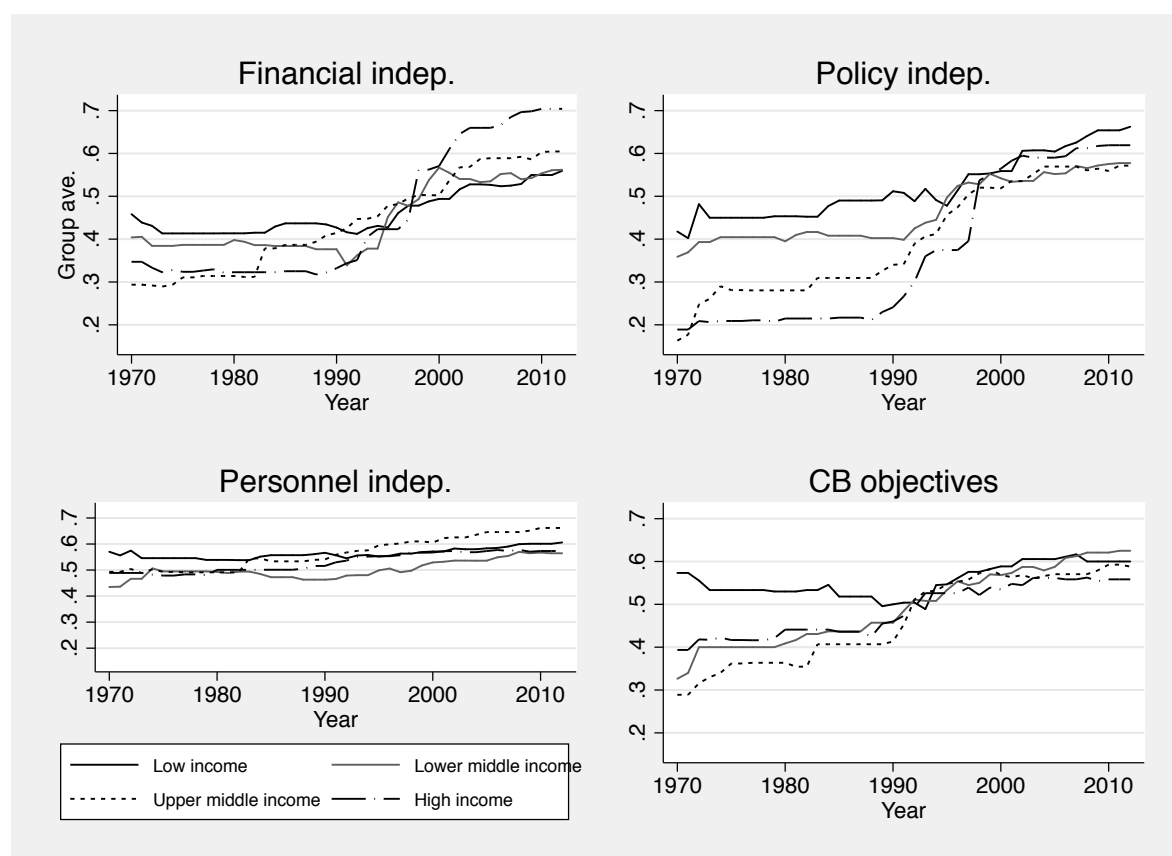 Financial indep.
Group ave.
.2 .3 .4 .5 .6 .7
1970 1980 1990 2000 2010
Year
Policy indep.
.2 .3 .4 .5 .6 .7
1970 1980 1990 2000 2010
Year
Personnel indep.
.2 .3 .4 .5 .6 .7
1970 1980 1990 2000 2010
Year
CB objectives
.2 .3 .4 .5 .6 .7
1970 1980 1990 2000 2010
Year
Low income Lower middle income
Upper middle income High income